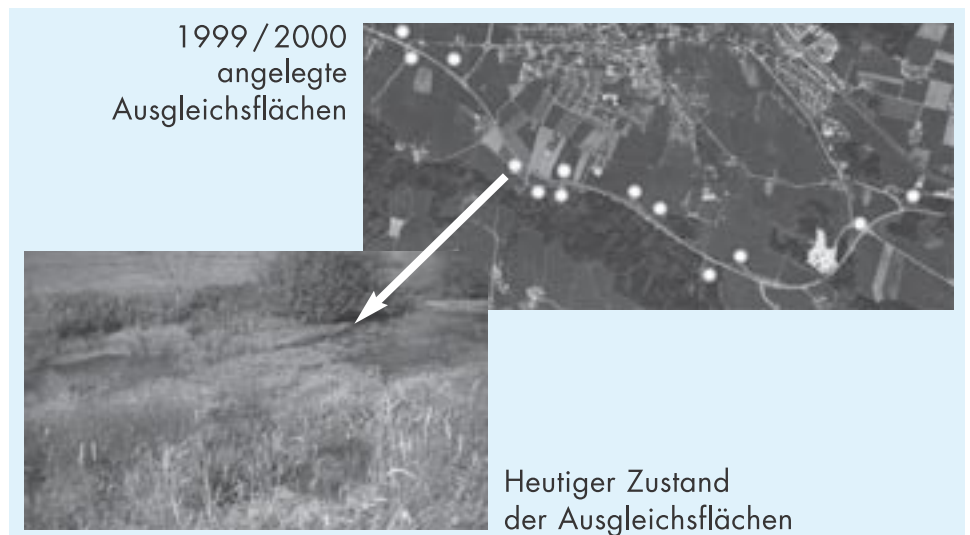 1999/2000
angelegte
Ausgleichsflächen
Heutiger Zustand
der Ausgleichsflächen